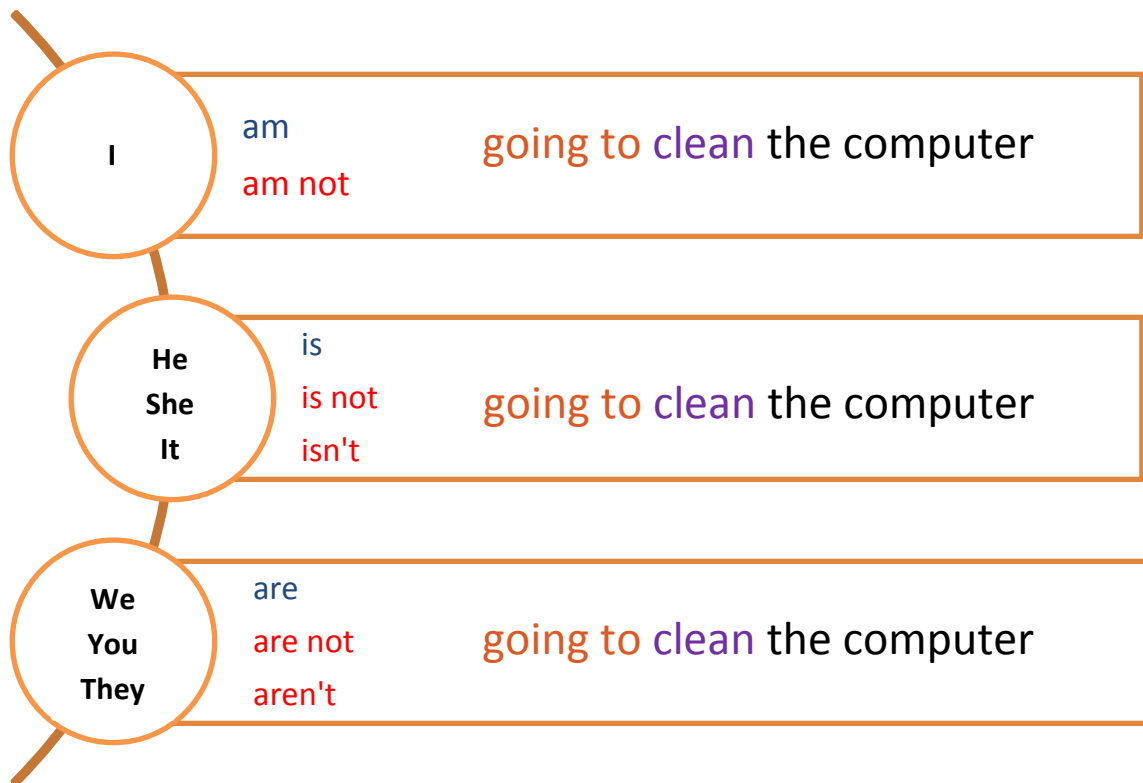 I
am
am not
going to clean the computer
He
She
It
is
is not
isn't
going to clean the computer
We
You
They
are
are not
aren't
going to clean the computer